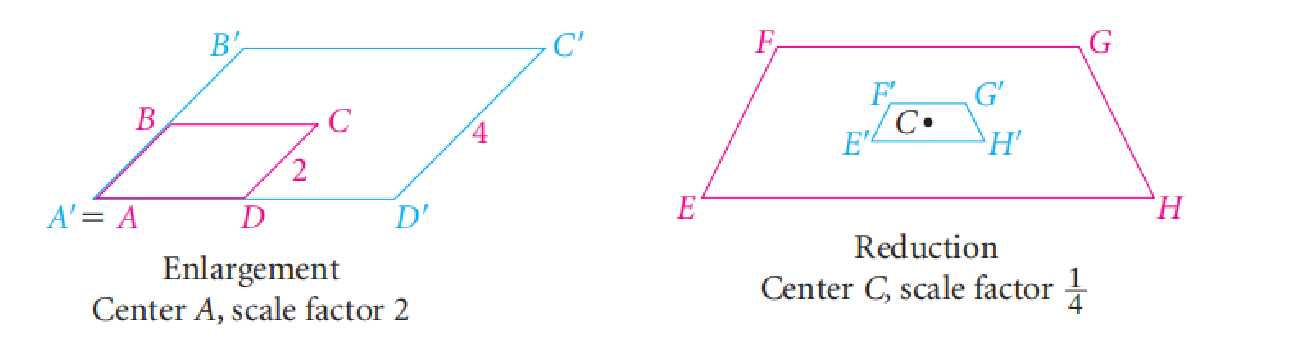 B′ C′
B C
4
2
A′ = A D D′
Enlargement
Center A, scale factor 2
F G
F′ G′
C
E′ H′
E H
Reduction
Center C, scale factor 1/4